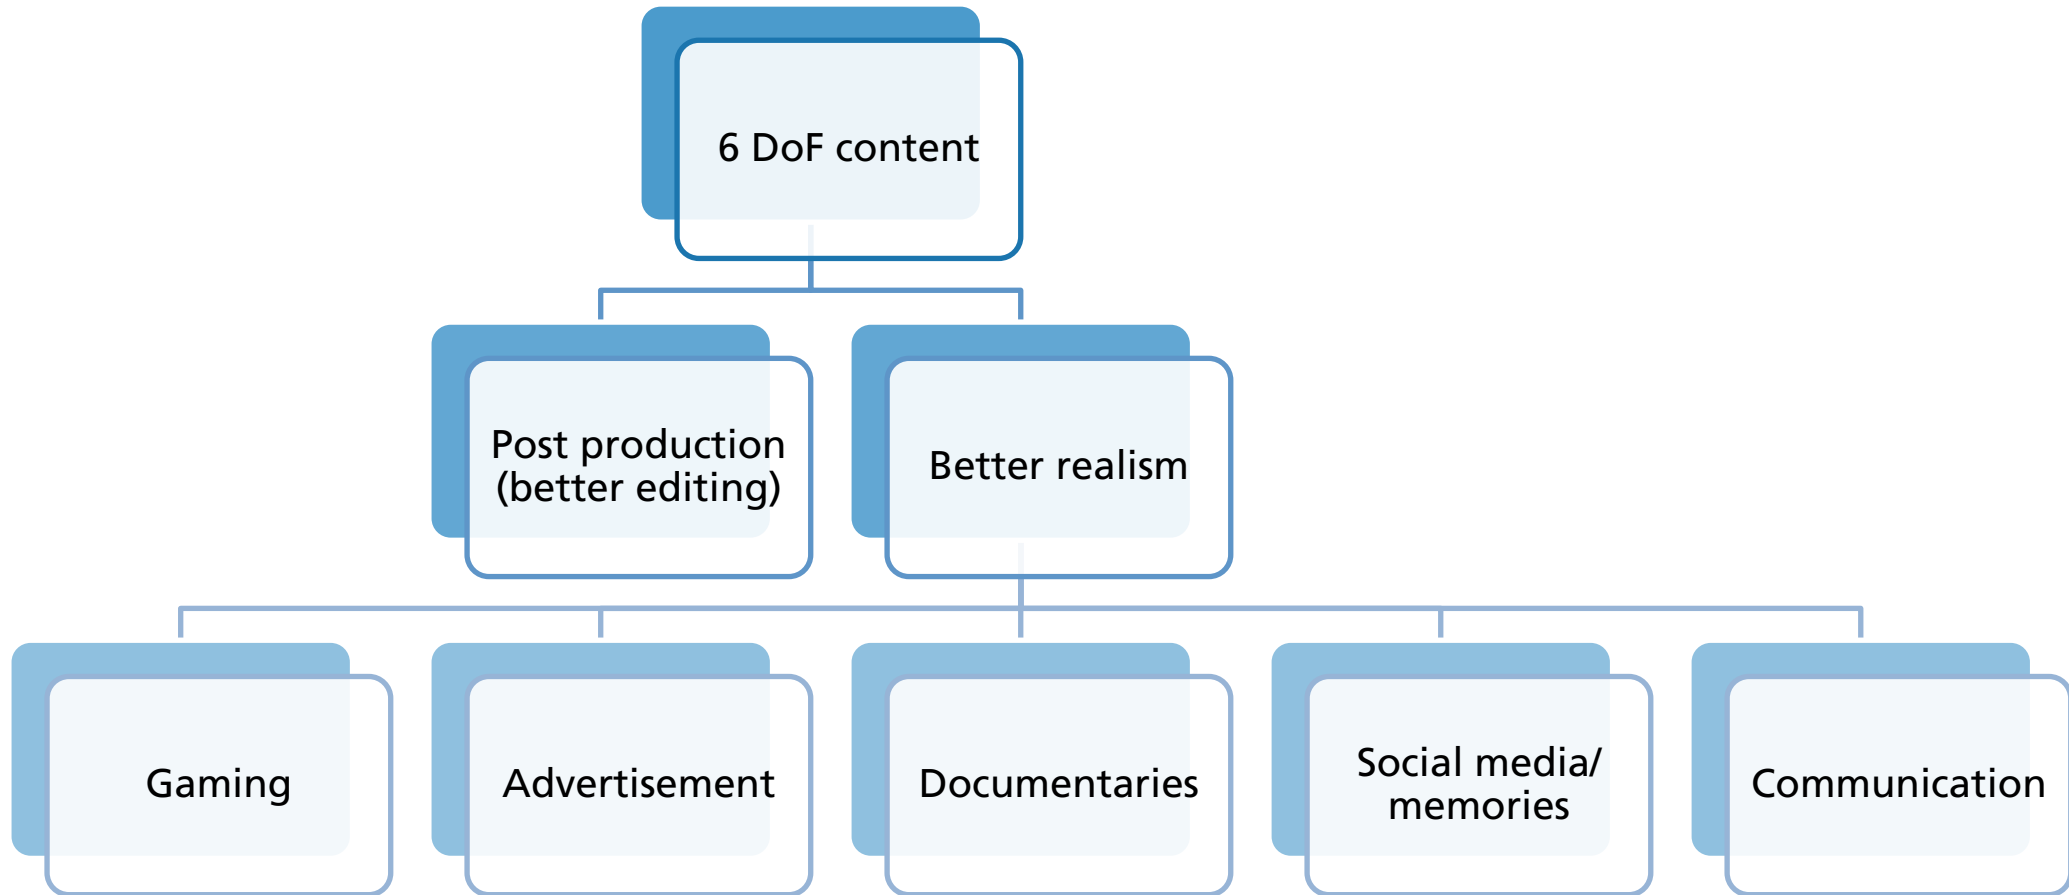 6 DoF content
Post production
(better editing)
Better realism
Gaming
Advertisement
Documentaries
Social media/
memories
Communication